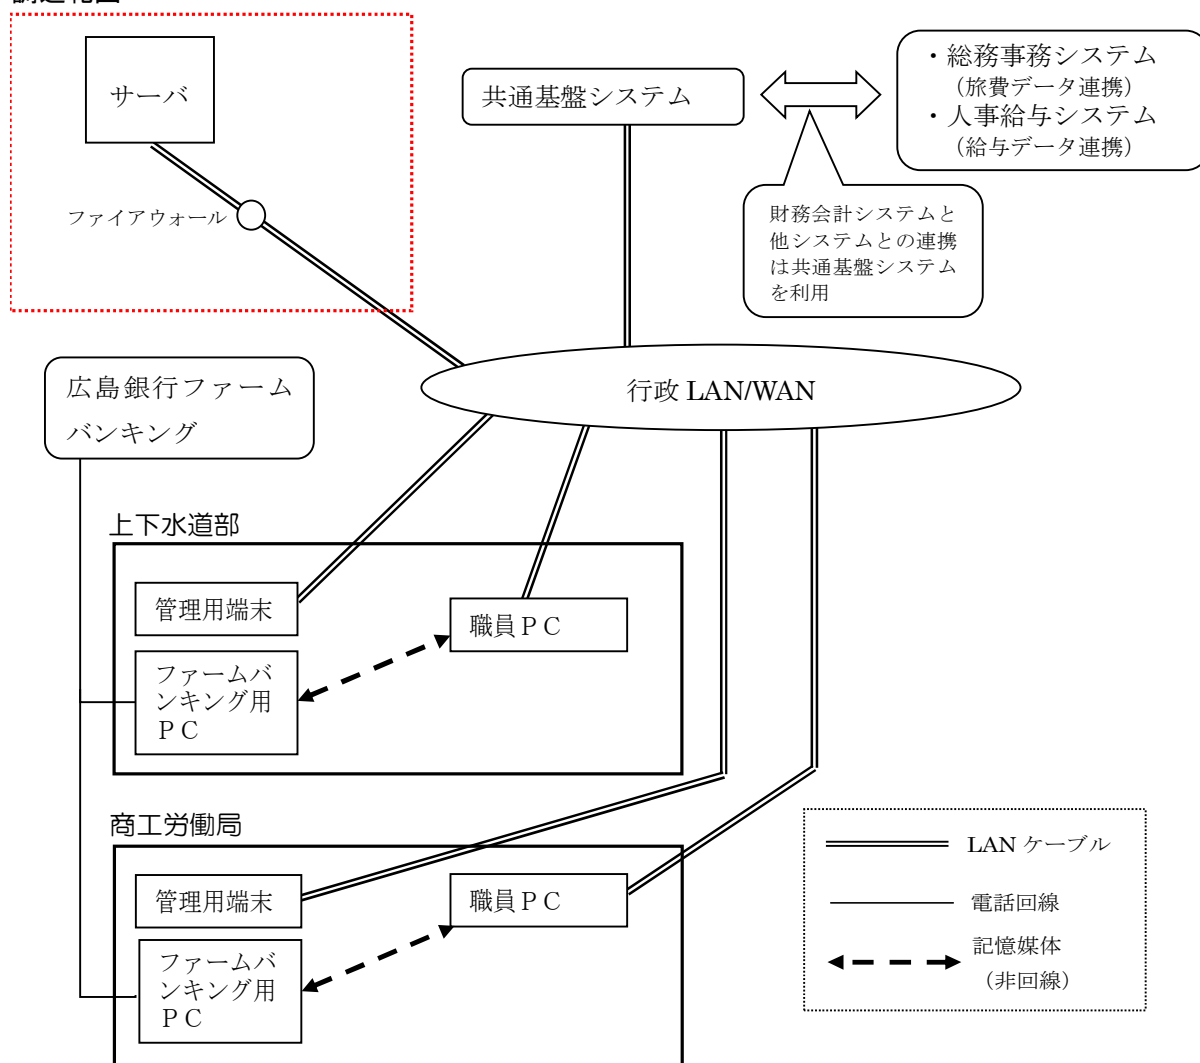 サーバ
ファイアウォール
共通基盤システム
・総務事務システム
（旅費データ連携）
・人事給与システム
（給与データ連携）
財務会計システムと
他システムとの連携
は共通基盤システム
を利用
行政 LAN/WAN
広島銀行ファーム
バンキング
上下水道部
管理用端末
職員ＰＣ
ファームバ
ンキング用
ＰＣ
商工労働局
管理用端末
職員ＰＣ
ファームバ
ンキング用
ＰＣ
LAN ケーブル
電話回線
記憶媒体
（非回線）